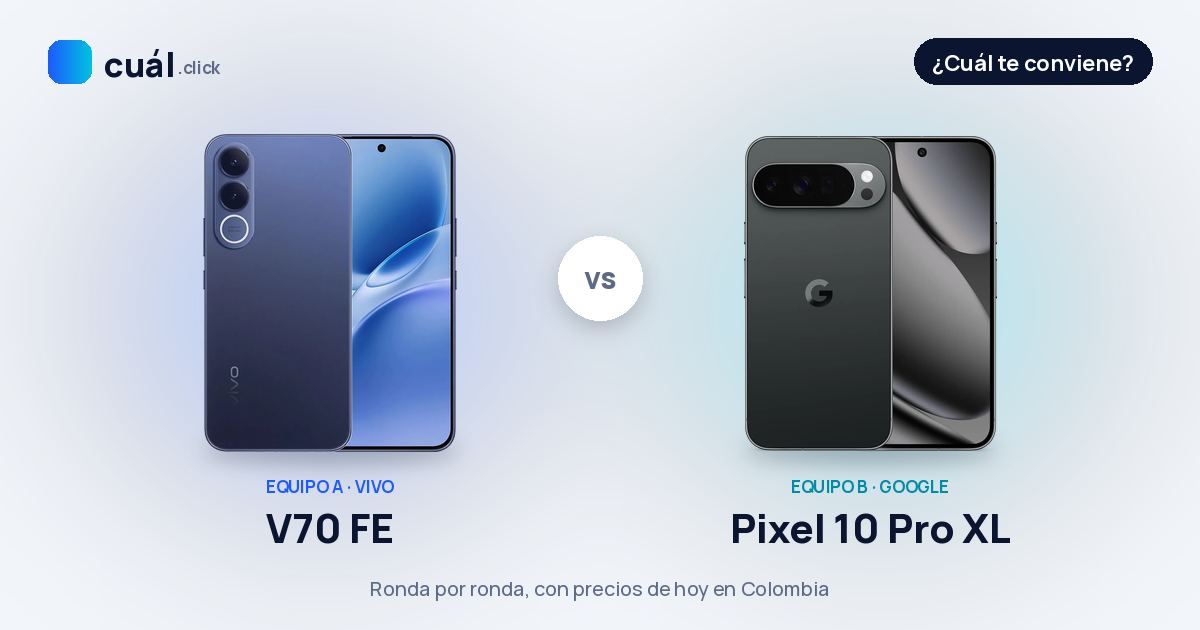 cuál.click
¿Cuál te conviene?
vivo
G
VS
EQUIPO A · VIVO
EQUIPO B · GOOGLE
V70 FE
Pixel 10 Pro XL
Ronda por ronda, con precios de hoy en Colombia